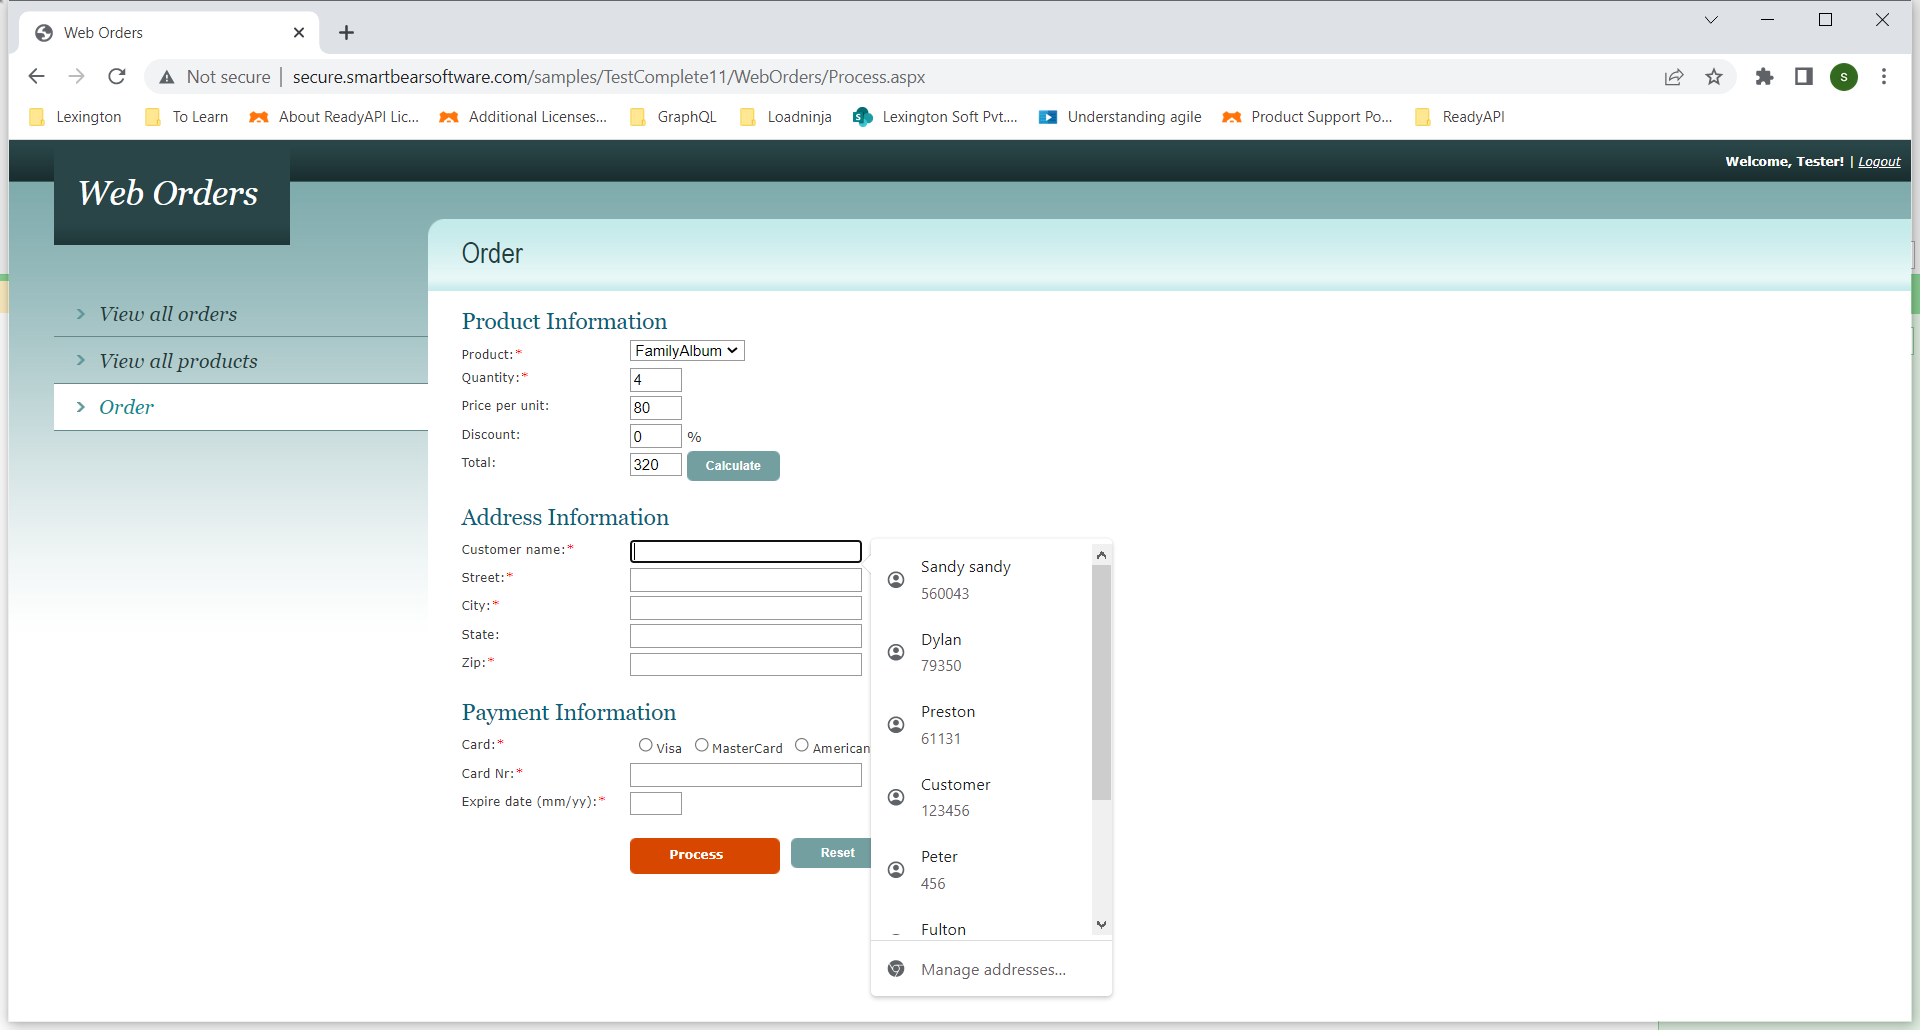 Web Orders
Not secure | secure.smartbearsoftware.com/samples/TestComplete11/WebOrders/Process.aspx
S
Lexington To Learn About ReadyAPI Lic... Additional Licenses... GraphQL Loadninja Lexington Soft Pvt.... Understanding agile Product Support Po... ReadyAPI
Welcome, Tester! | Logout
Web Orders
View all orders
View all products
Order
Order
Product Information
Product:* FamilyAlbum
Quantity:* 4
Price per unit: 80
Discount: 0 %
Total: 320 Calculate
Address Information
Customer name:*
Street:*
City:*
State:
Zip:*
Payment Information
Card:* Visa MasterCard American
Card Nr:*
Expire date (mm/yy):*
Process Reset
Sandy sandy
560043
Dylan
79350
Preston
61131
Customer
123456
Peter
456
Fulton
Manage addresses...